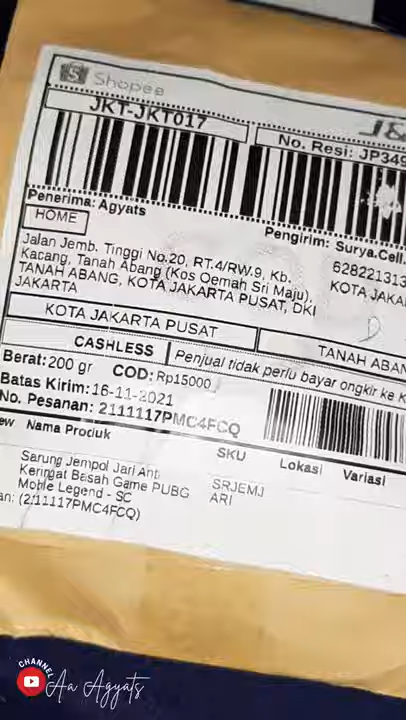 Shopee
J&
JKT-JKT017
No. Resi: JP349
Penerima: Agyats
HOME
Pengirim: Surya.Cell.
Jalan Jemb. Tinggi No.20, RT.4/RW.9, Kb.
Kacang, Tanah Abang (Kos Oemah Sri Maju),
TANAH ABANG, KOTA JAKARTA PUSAT, DKI
JAKARTA
628221313
KOTA JAKA
KOTA JAKARTA PUSAT
TANAH ABAN
CASHLESS
Penjual tidak perlu bayar ongkir ke K
Berat: 200 gr COD: Rp15000
Batas Kirim: 16-11-2021
No. Pesanan: 2111117PMC4FCQ
Nama Produk SKU Lokasi Variasi
Sarung Jempol Jari Anti
Keringat Basah Game PUBG
Mobile Legend - SC
SRJEMJ
ARI
an: (2111117PMC4FCQ)
CHANNEL
Aa Agyats